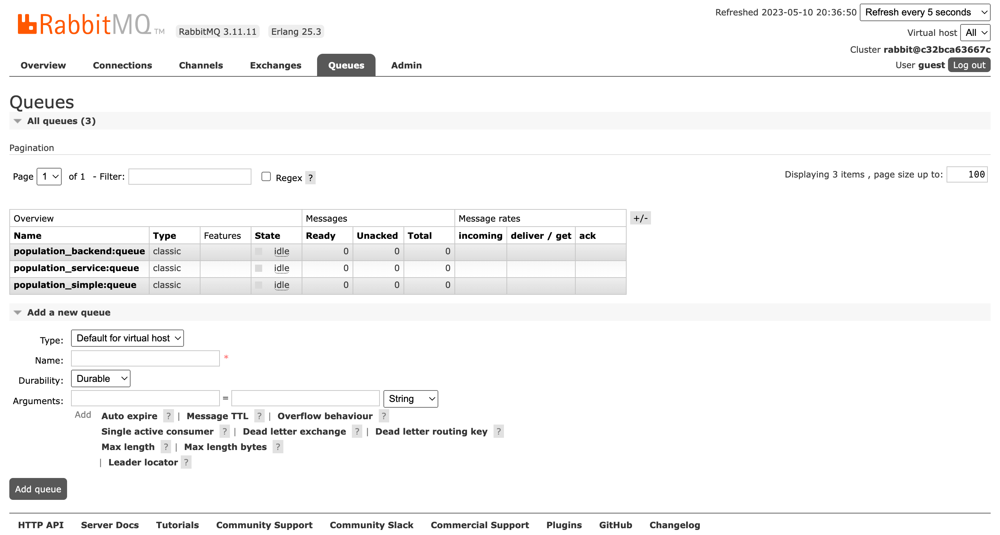 Refreshed 2023-05-10 20:36:50 Refresh every 5 seconds
RabbitMQ TM RabbitMQ 3.11.11 Erlang 25.3
Virtual host All
Cluster rabbit@c32bca63667c
User guest Log out
Overview Connections Channels Exchanges Queues Admin
Queues
All queues (3)
Pagination
Page 1 of 1 - Filter: Regex ? Displaying 3 items , page size up to: 100
Overview Messages Message rates +/-
Name Type Features State Ready Unacked Total incoming deliver / get ack
population_backend:queue classic idle 0 0 0
population_service:queue classic idle 0 0 0
population_simple:queue classic idle 0 0 0
Add a new queue
Type: Default for virtual host
Name: *
Durability: Durable
Arguments: = String
Add Auto expire ? | Message TTL ? | Overflow behaviour ?
Single active consumer ? | Dead letter exchange ? | Dead letter routing key ?
Max length ? | Max length bytes ?
| Leader locator ?
Add queue
HTTP API Server Docs Tutorials Community Support Community Slack Commercial Support Plugins GitHub Changelog